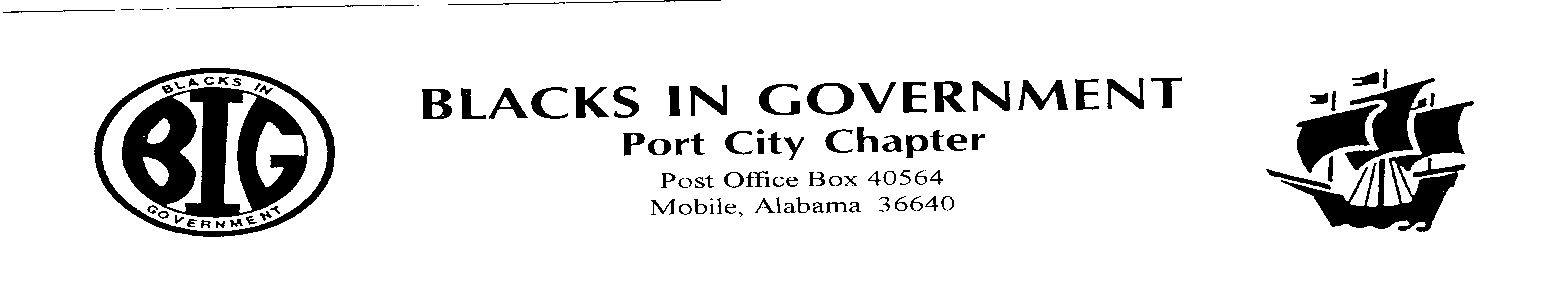 BLACKS IN
BIG
GOVERNMENT
BLACKS IN GOVERNMENT
Port City Chapter
Post Office Box 40564
Mobile, Alabama 36640